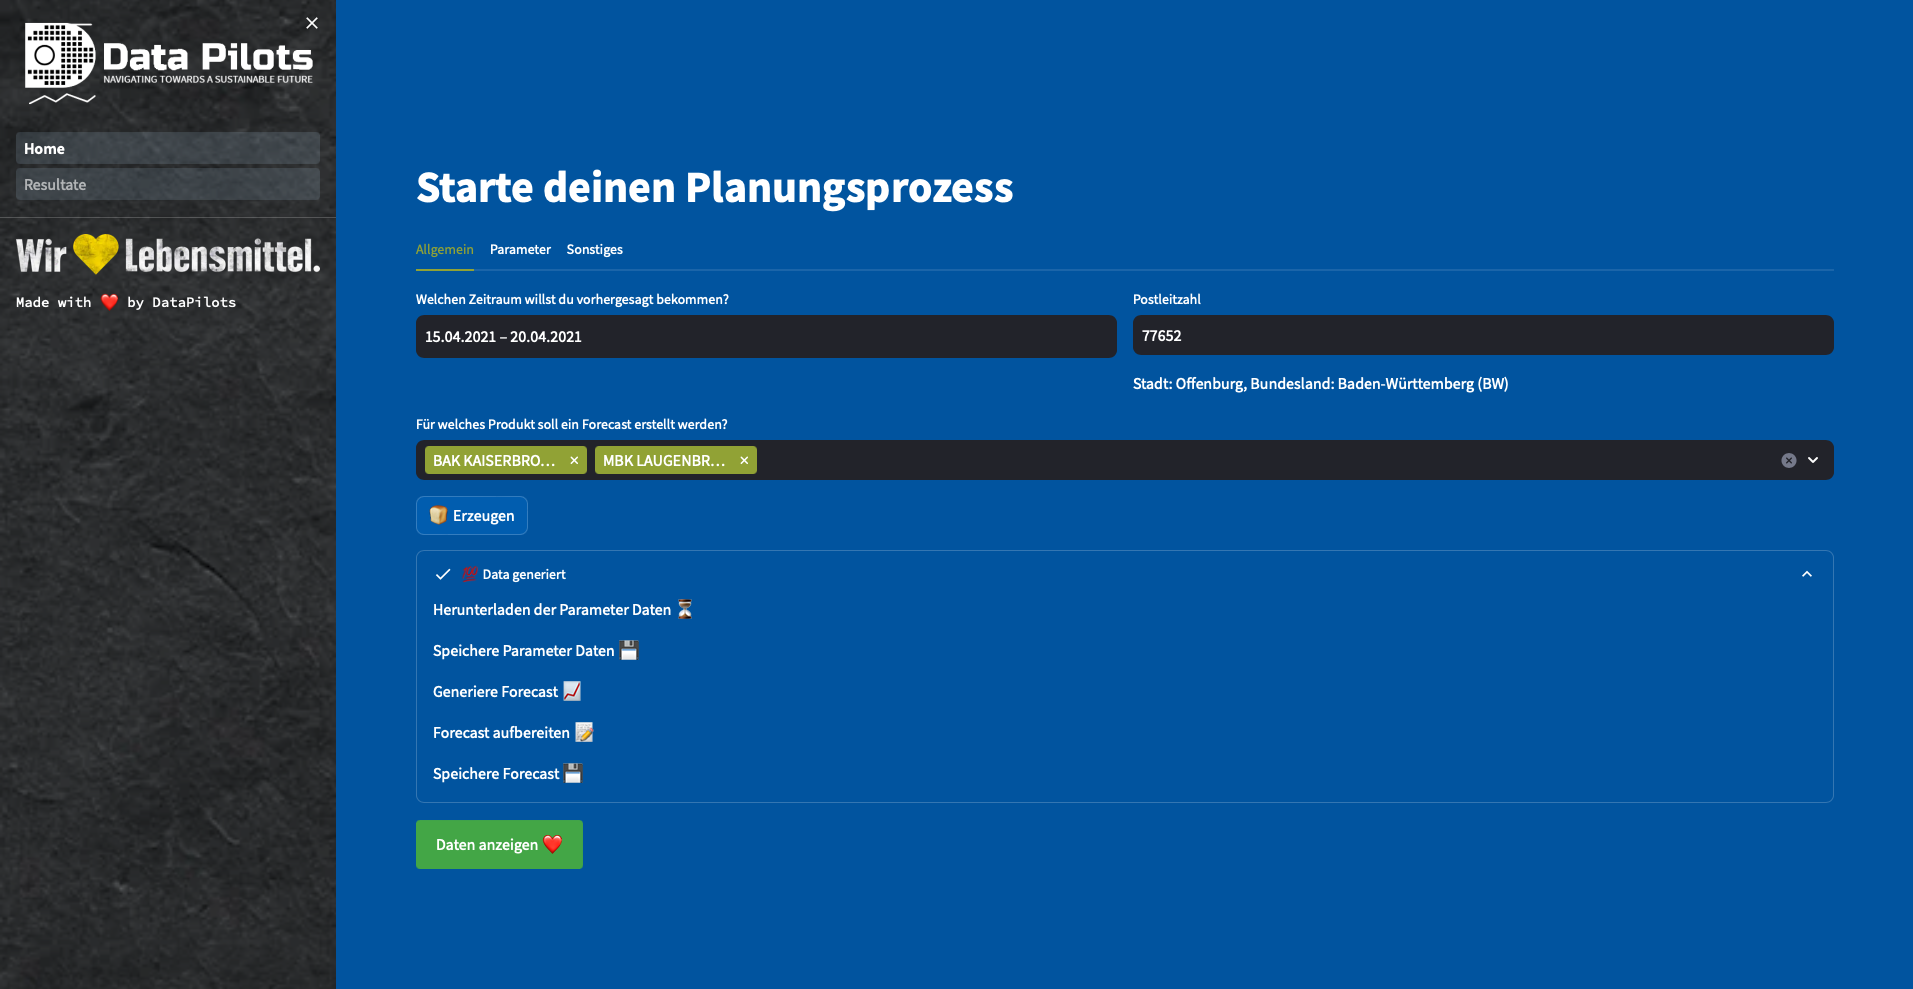 Data Pilots
NAVIGATING TOWARDS A SUSTAINABLE FUTURE
Home
Resultate
Wir 💛 Lebensmittel.
Made with ❤️ by DataPilots
Starte deinen Planungsprozess
Allgemein Parameter Sonstiges
Welchen Zeitraum willst du vorhergesagt bekommen?
15.04.2021 – 20.04.2021
Postleitzahl
77652
Stadt: Offenburg, Bundesland: Baden-Württemberg (BW)
Für welches Produkt soll ein Forecast erstellt werden?
BAK KAISERBRO... MBK LAUGENBR...
🍞 Erzeugen
💯 Data generiert
Herunterladen der Parameter Daten ⏳
Speichere Parameter Daten 💾
Generiere Forecast 📈
Forecast aufbereiten 📝
Speichere Forecast 💾
Daten anzeigen ❤️